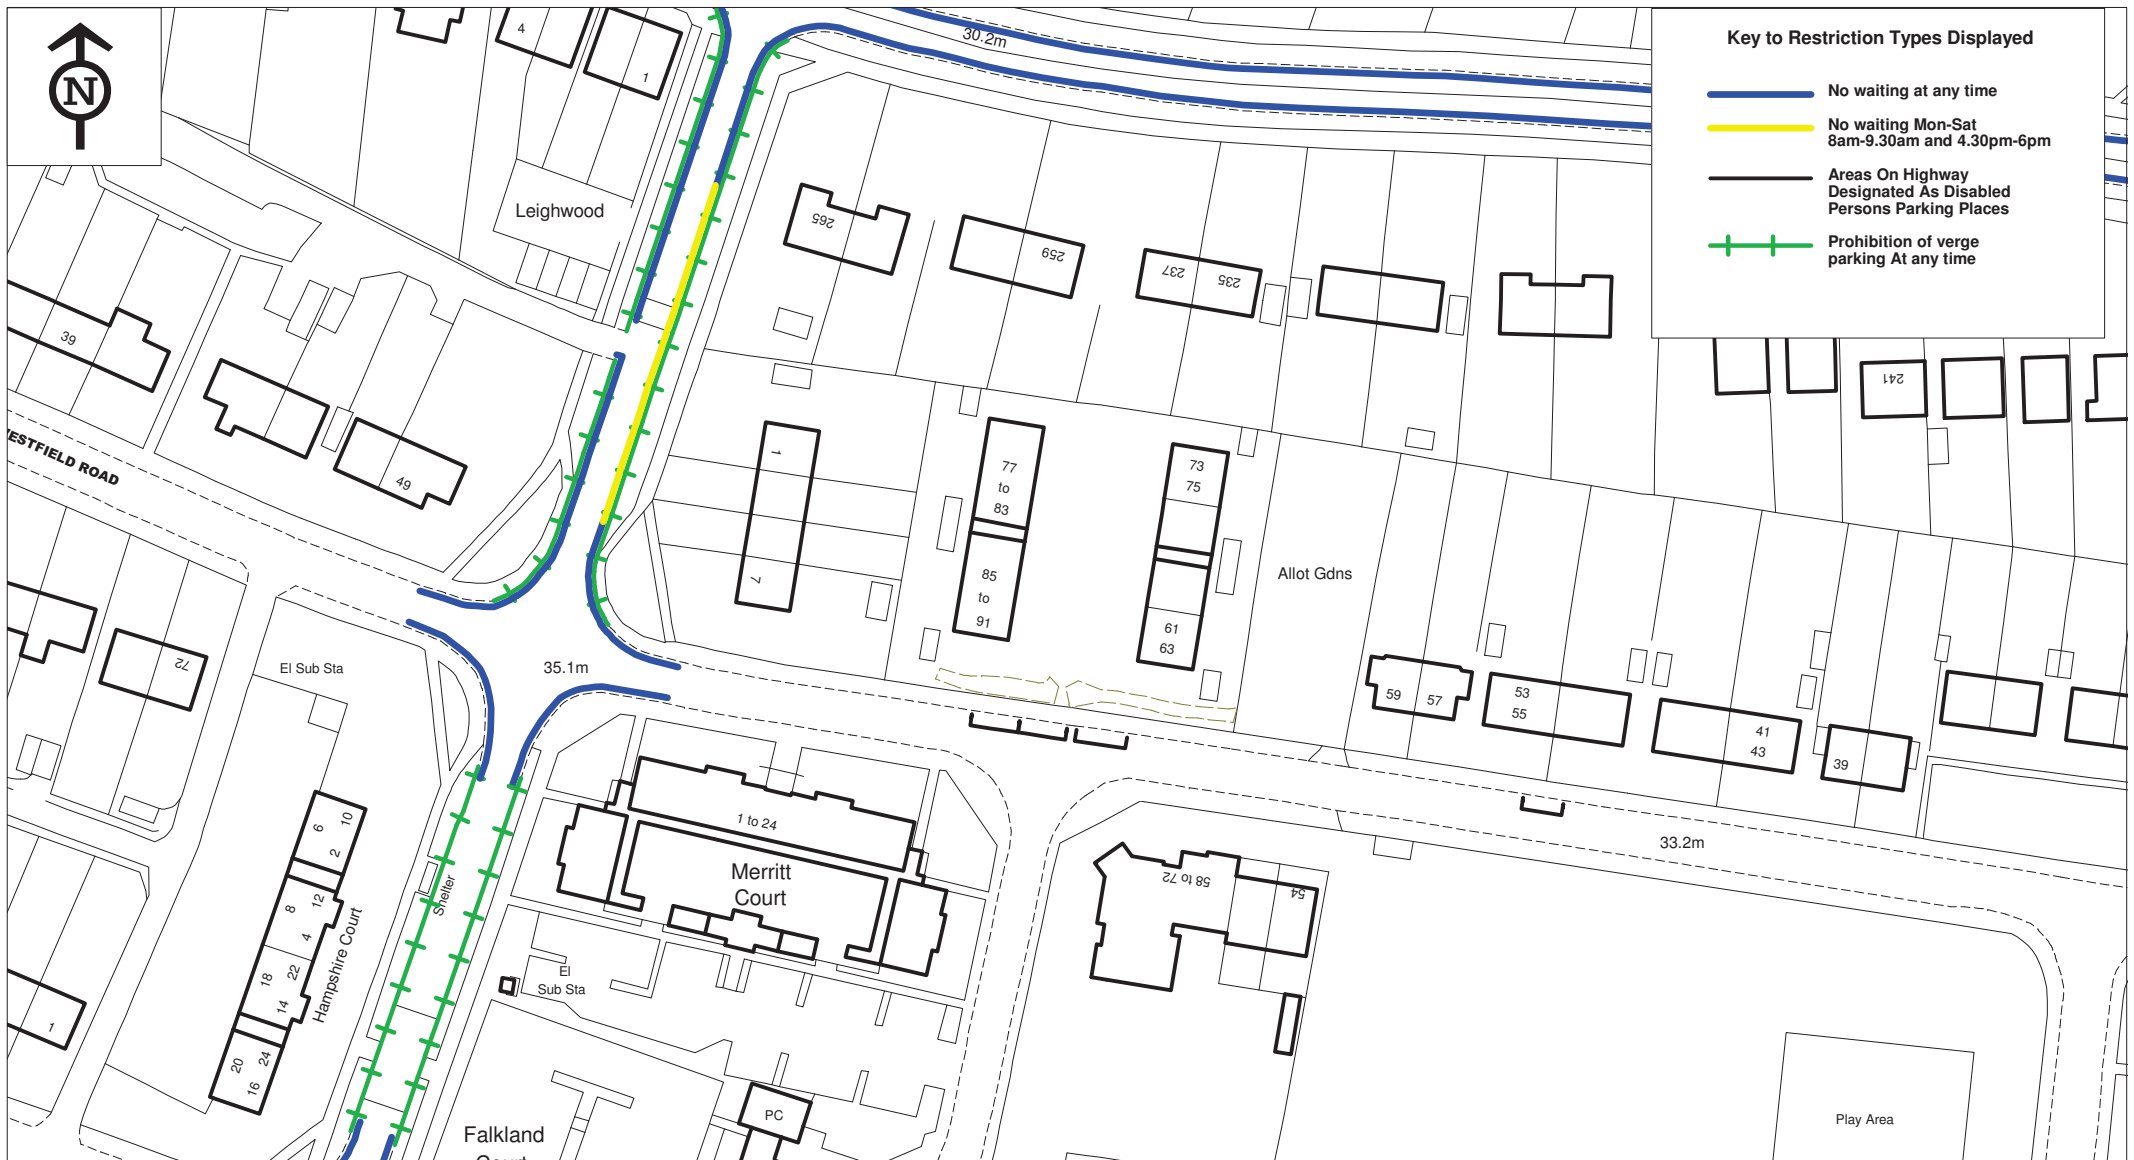 N
4
1
30.2m
Key to Restriction Types Displayed
No waiting at any time
No waiting Mon-Sat
8am-9.30am and 4.30pm-6pm
Areas On Highway
Designated As Disabled
Persons Parking Places
Prohibition of verge
parking At any time
Leighwood
265
259
237
235
39
241
49
WESTFIELD ROAD
1
7
77
to
83
85
to
91
73
75
61
63
Allot Gdns
72
El Sub Sta
35.1m
59
57
53
55
41
43
39
33.2m
1 to 24
Merritt
Court
58 to 72
54
6
10
2
8
12
4
18
22
14
20
24
16
Hampshire Court
Shelter
El
Sub Sta
1
Falkland
Court
PC
Play Area